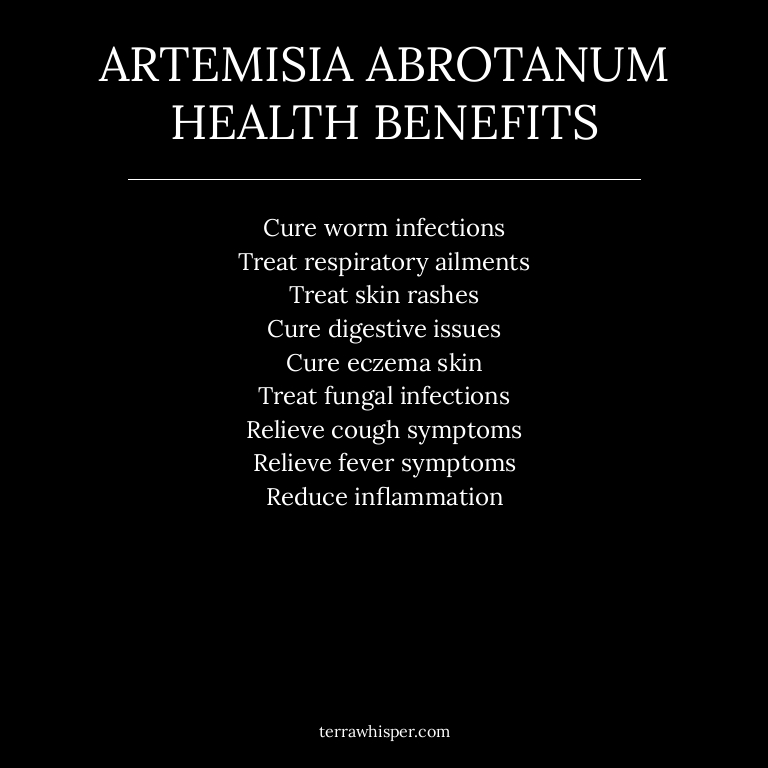 ARTEMISIA ABROTANUM
HEALTH BENEFITS
Cure worm infections
Treat respiratory ailments
Treat skin rashes
Cure digestive issues
Cure eczema skin
Treat fungal infections
Relieve cough symptoms
Relieve fever symptoms
Reduce inflammation
terrawhisper.com